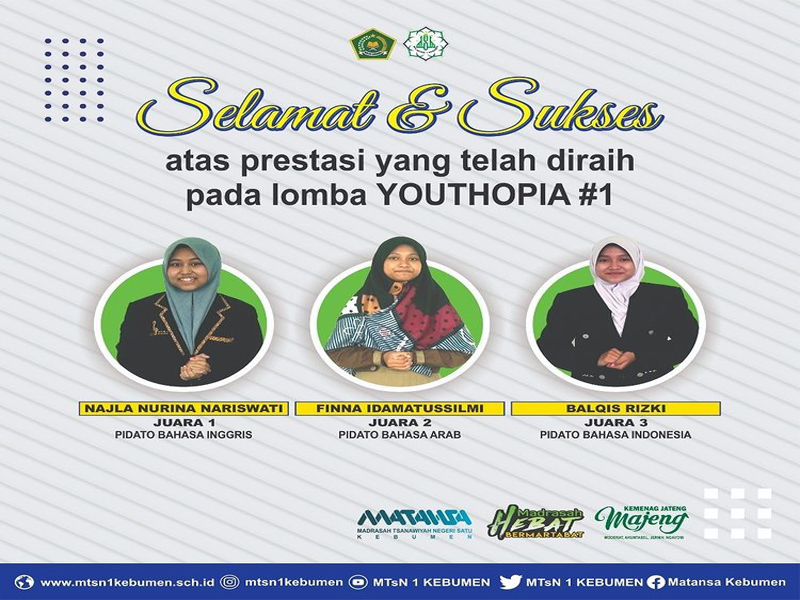 Selamat & Sukses
atas prestasi yang telah diraih
pada lomba YOUTHOPIA #1
NAJLA NURINA NARISWATI
JUARA 1
PIDATO BAHASA INGGRIS
FINNA IDAMATUSSILMI
JUARA 2
PIDATO BAHASA ARAB
BALQIS RIZKI
JUARA 3
PIDATO BAHASA INDONESIA
MATANSA
MADRASAH TSANAWIYAH NEGERI SATU
KEBUMEN
Madrasah
HEBAT
BERMARTABAT
KEMENAG JATENG
Majeng
www.mtsn1kebumen.sch.id
mtsn1kebumen
MTsN 1 KEBUMEN
MTsN 1 KEBUMEN
Matansa Kebumen